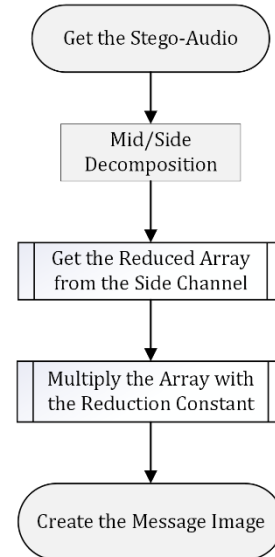 Get the Stego-Audio
Mid/Side
Decomposition
Get the Reduced Array
from the Side Channel
Multiply the Array with
the Reduction Constant
Create the Message Image